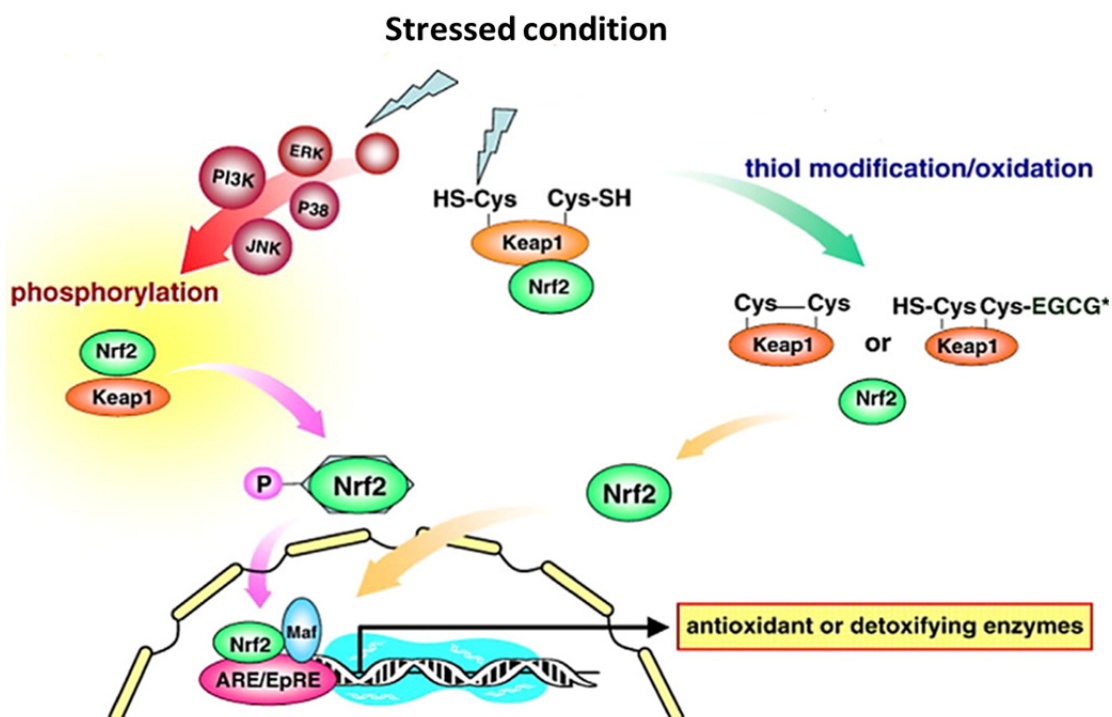 Stressed condition
ERK
PI3K
P38
JNK
phosphorylation
HS-Cys Cys-SH
Keap1
Nrf2
thiol modification/oxidation
Cys—Cys
Keap1
or
HS-Cys Cys-EGCG*
Keap1
Nrf2
Nrf2
Keap1
P
Nrf2
Nrf2
Nrf2
Maf
ARE/EpRE
antioxidant or detoxifying enzymes